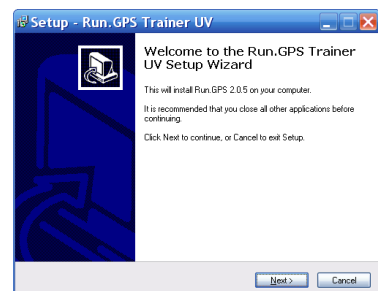 Setup - Run.GPS Trainer UV
Welcome to the Run.GPS Trainer
UV Setup Wizard
This will install Run.GPS 2.0.5 on your computer.
It is recommended that you close all other applications before
continuing.
Click Next to continue, or Cancel to exit Setup.
Next > Cancel